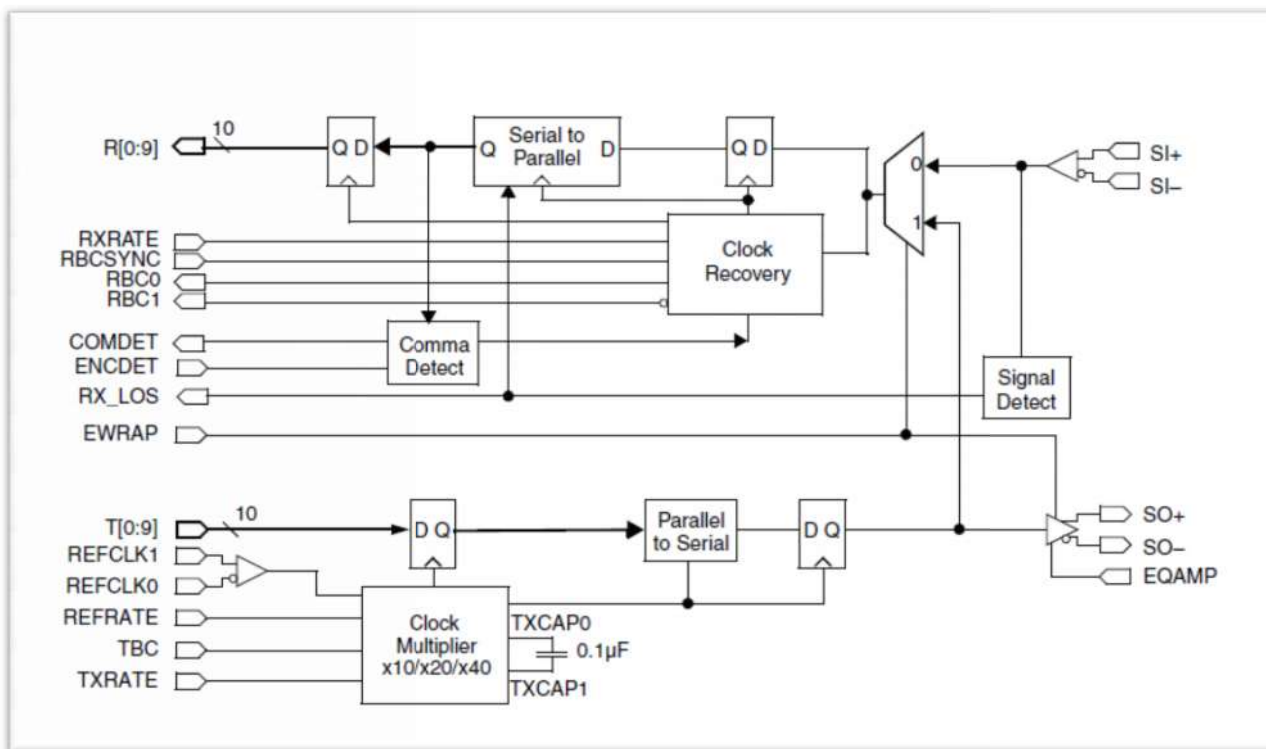 10
R[0:9]
Q D
Q
Serial to
Parallel
D
Q D
0
1
SI+
SI–
RXRATE
RBCSYNC
RBC0
RBC1
Clock
Recovery
COMDET
ENCDET
Comma
Detect
RX_LOS
Signal
Detect
EWRAP
10
T[0:9]
D Q
Parallel
to Serial
D Q
SO+
SO–
EQAMP
REFCLK1
REFCLK0
REFRATE
TBC
TXRATE
Clock
Multiplier
x10/x20/x40
TXCAP0
0.1µF
TXCAP1